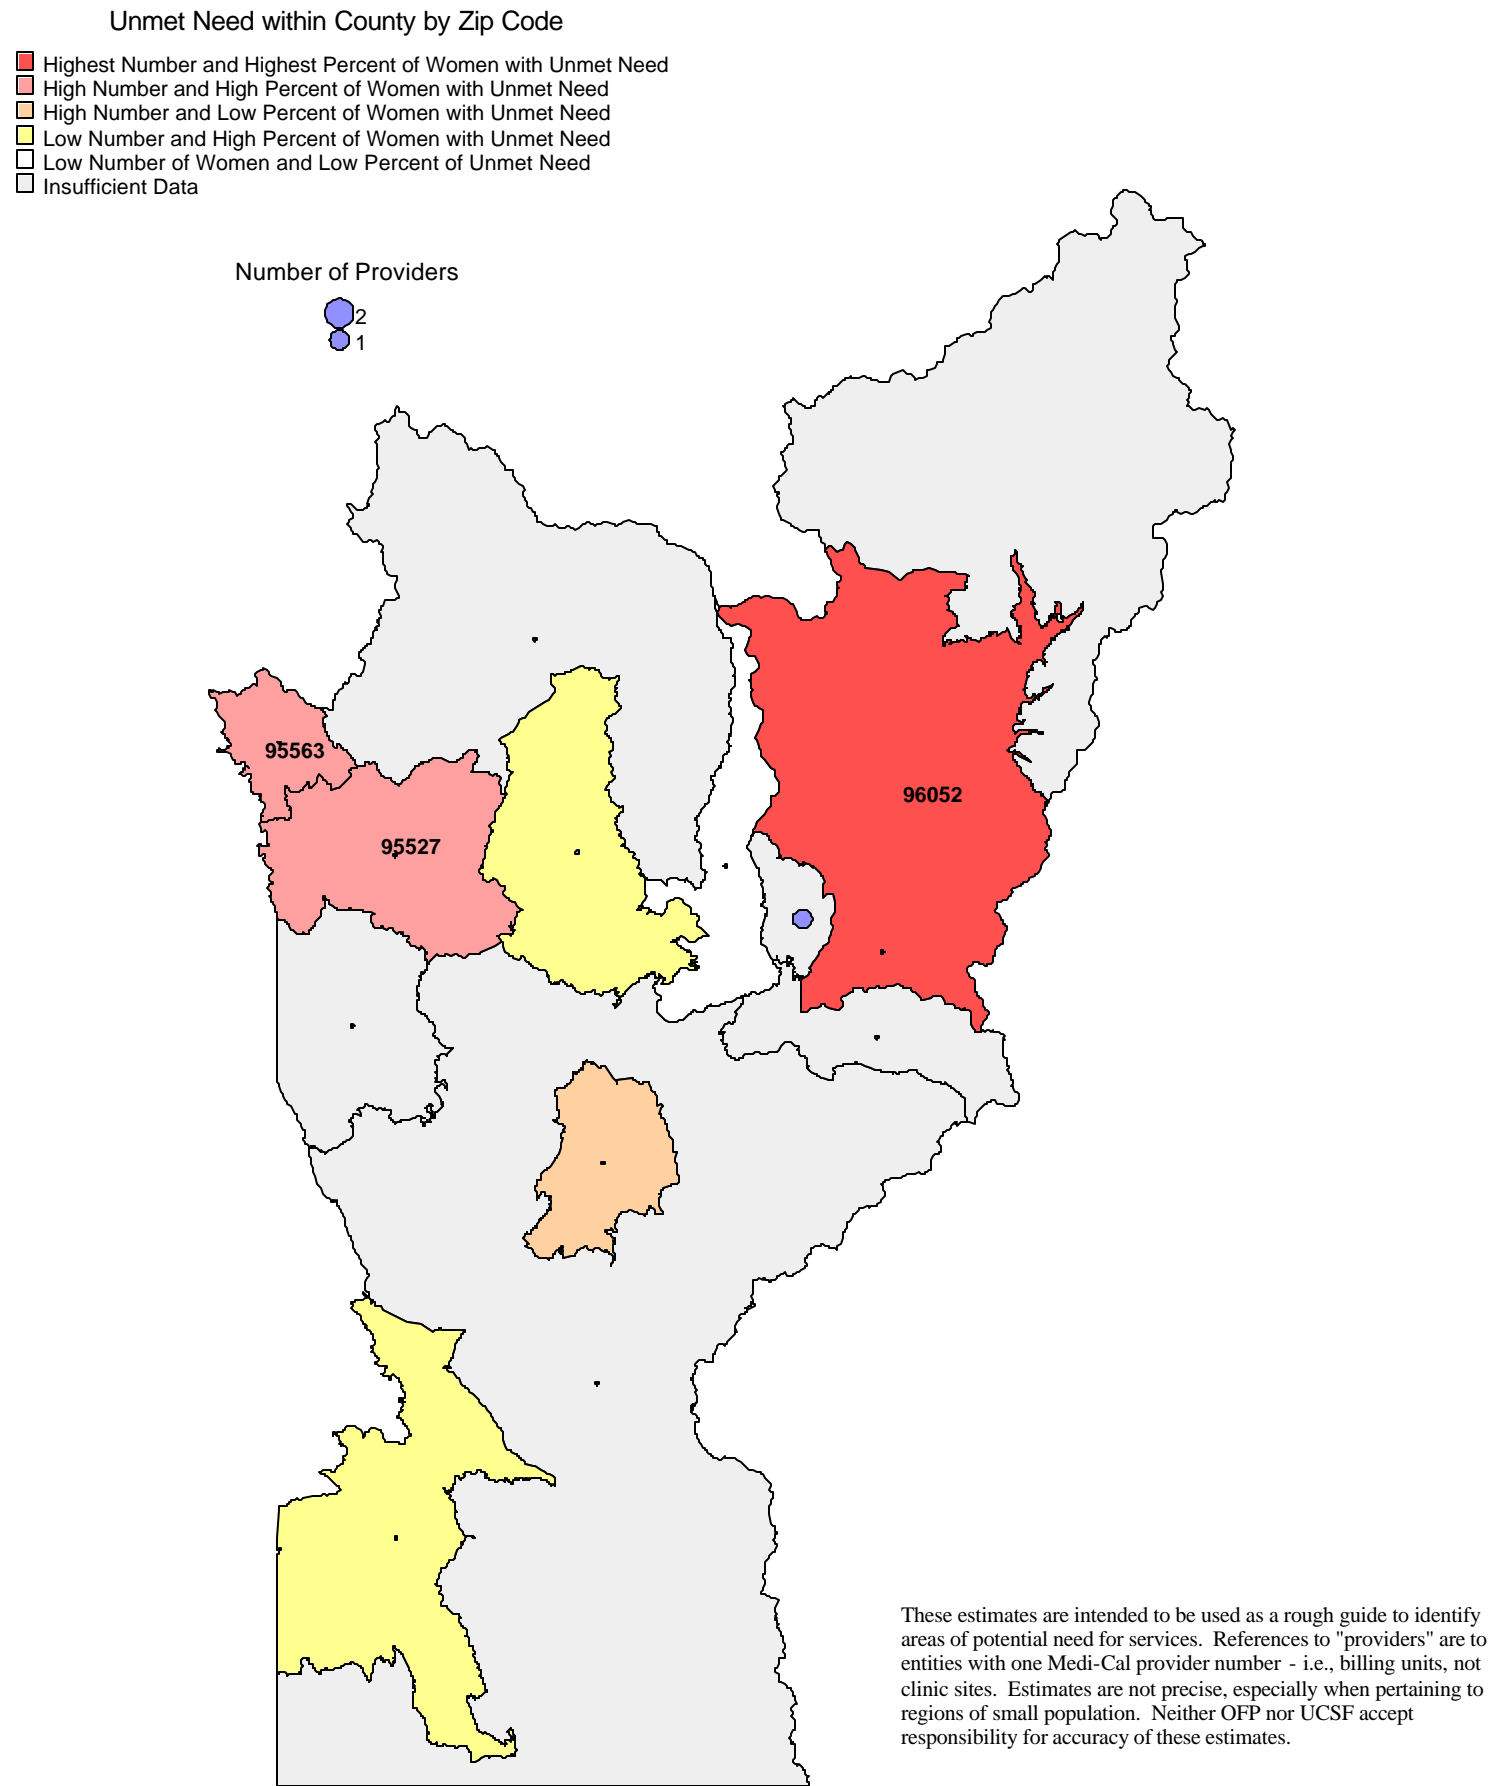 Unmet Need within County by Zip Code
Highest Number and Highest Percent of Women with Unmet Need
High Number and High Percent of Women with Unmet Need
High Number and Low Percent of Women with Unmet Need
Low Number and High Percent of Women with Unmet Need
Low Number of Women and Low Percent of Unmet Need
Insufficient Data
Number of Providers
2
1
95563
96052
95527
These estimates are intended to be used as a rough guide to identify
areas of potential need for services. References to "providers" are to
entities with one Medi-Cal provider number - i.e., billing units, not
clinic sites. Estimates are not precise, especially when pertaining to
regions of small population. Neither OFP nor UCSF accept
responsibility for accuracy of these estimates.